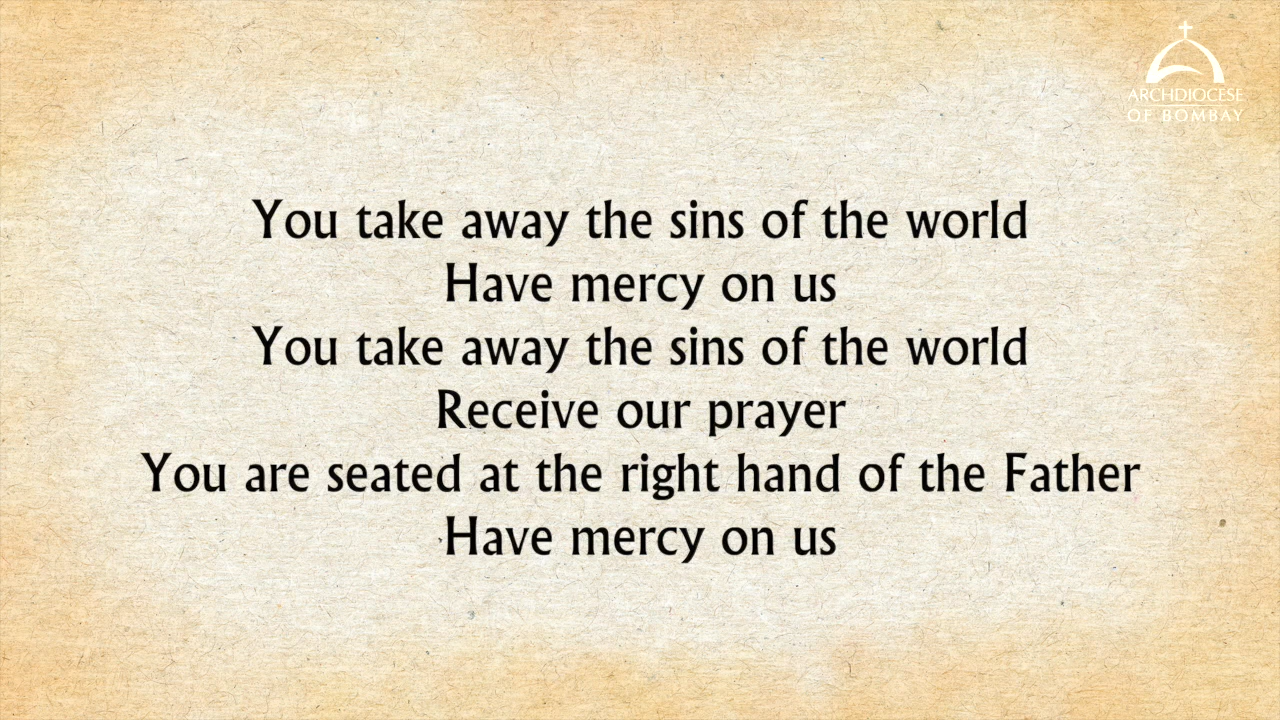 ARCHDIOCESE
OF BOMBAY
You take away the sins of the world
Have mercy on us
You take away the sins of the world
Receive our prayer
You are seated at the right hand of the Father
Have mercy on us